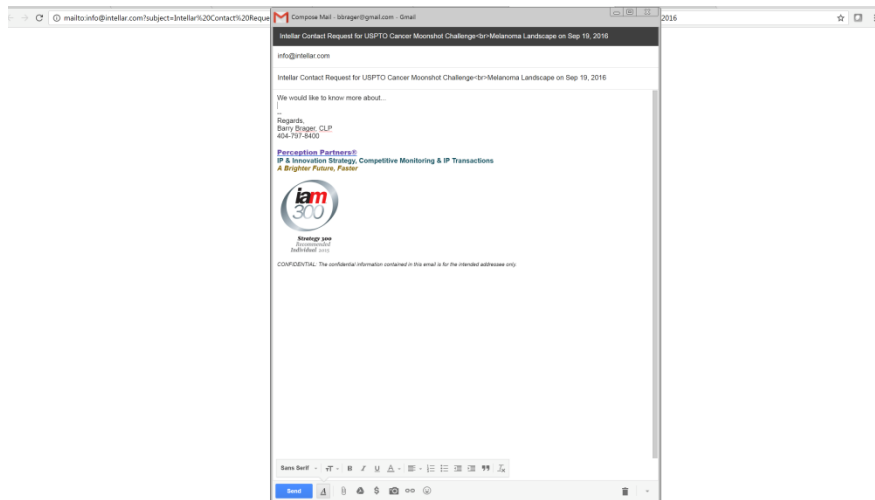 mailto:info@intellar.com?subject=Intellar%20Contact%20Reque
2016
Compose Mail - bbrager@gmail.com - Gmail
Intellar Contact Request for USPTO Cancer Moonshot Challenge<br>Melanoma Landscape on Sep 19, 2016
info@intellar.com
Intellar Contact Request for USPTO Cancer Moonshot Challenge<br>Melanoma Landscape on Sep 19, 2016
We would like to know more about...
--
Regards,
Barry Brager, CLP
404-797-8400
Perception Partners®
IP & Innovation Strategy, Competitive Monitoring & IP Transactions
A Brighter Future, Faster
iam
300
Strategy 300
Recommended
Individual 2015
CONFIDENTIAL: The confidential information contained in this email is for the intended addressee only.
Sans Serif
Send